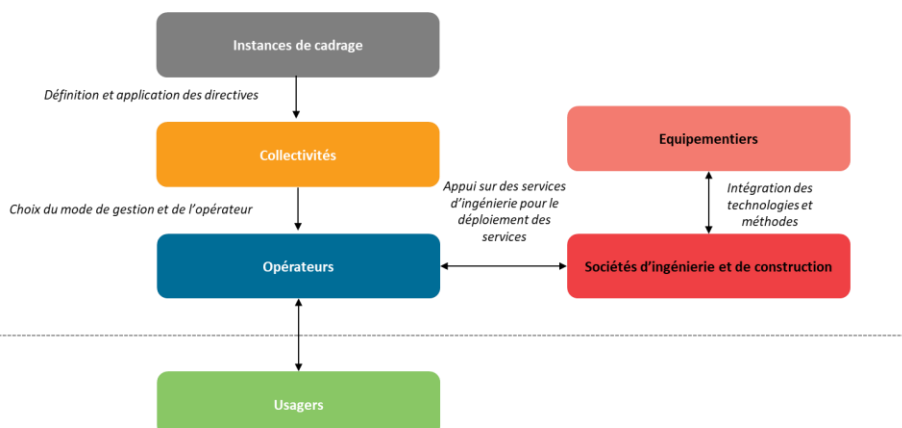 Instances de cadrage
Définition et application des directives
Collectivités
Equipementiers
Choix du mode de gestion et de l'opérateur
Appui sur des services
d'ingénierie pour le
déploiement des
services
Intégration des
technologies et
méthodes
Opérateurs
Sociétés d'ingénierie et de construction
Usagers